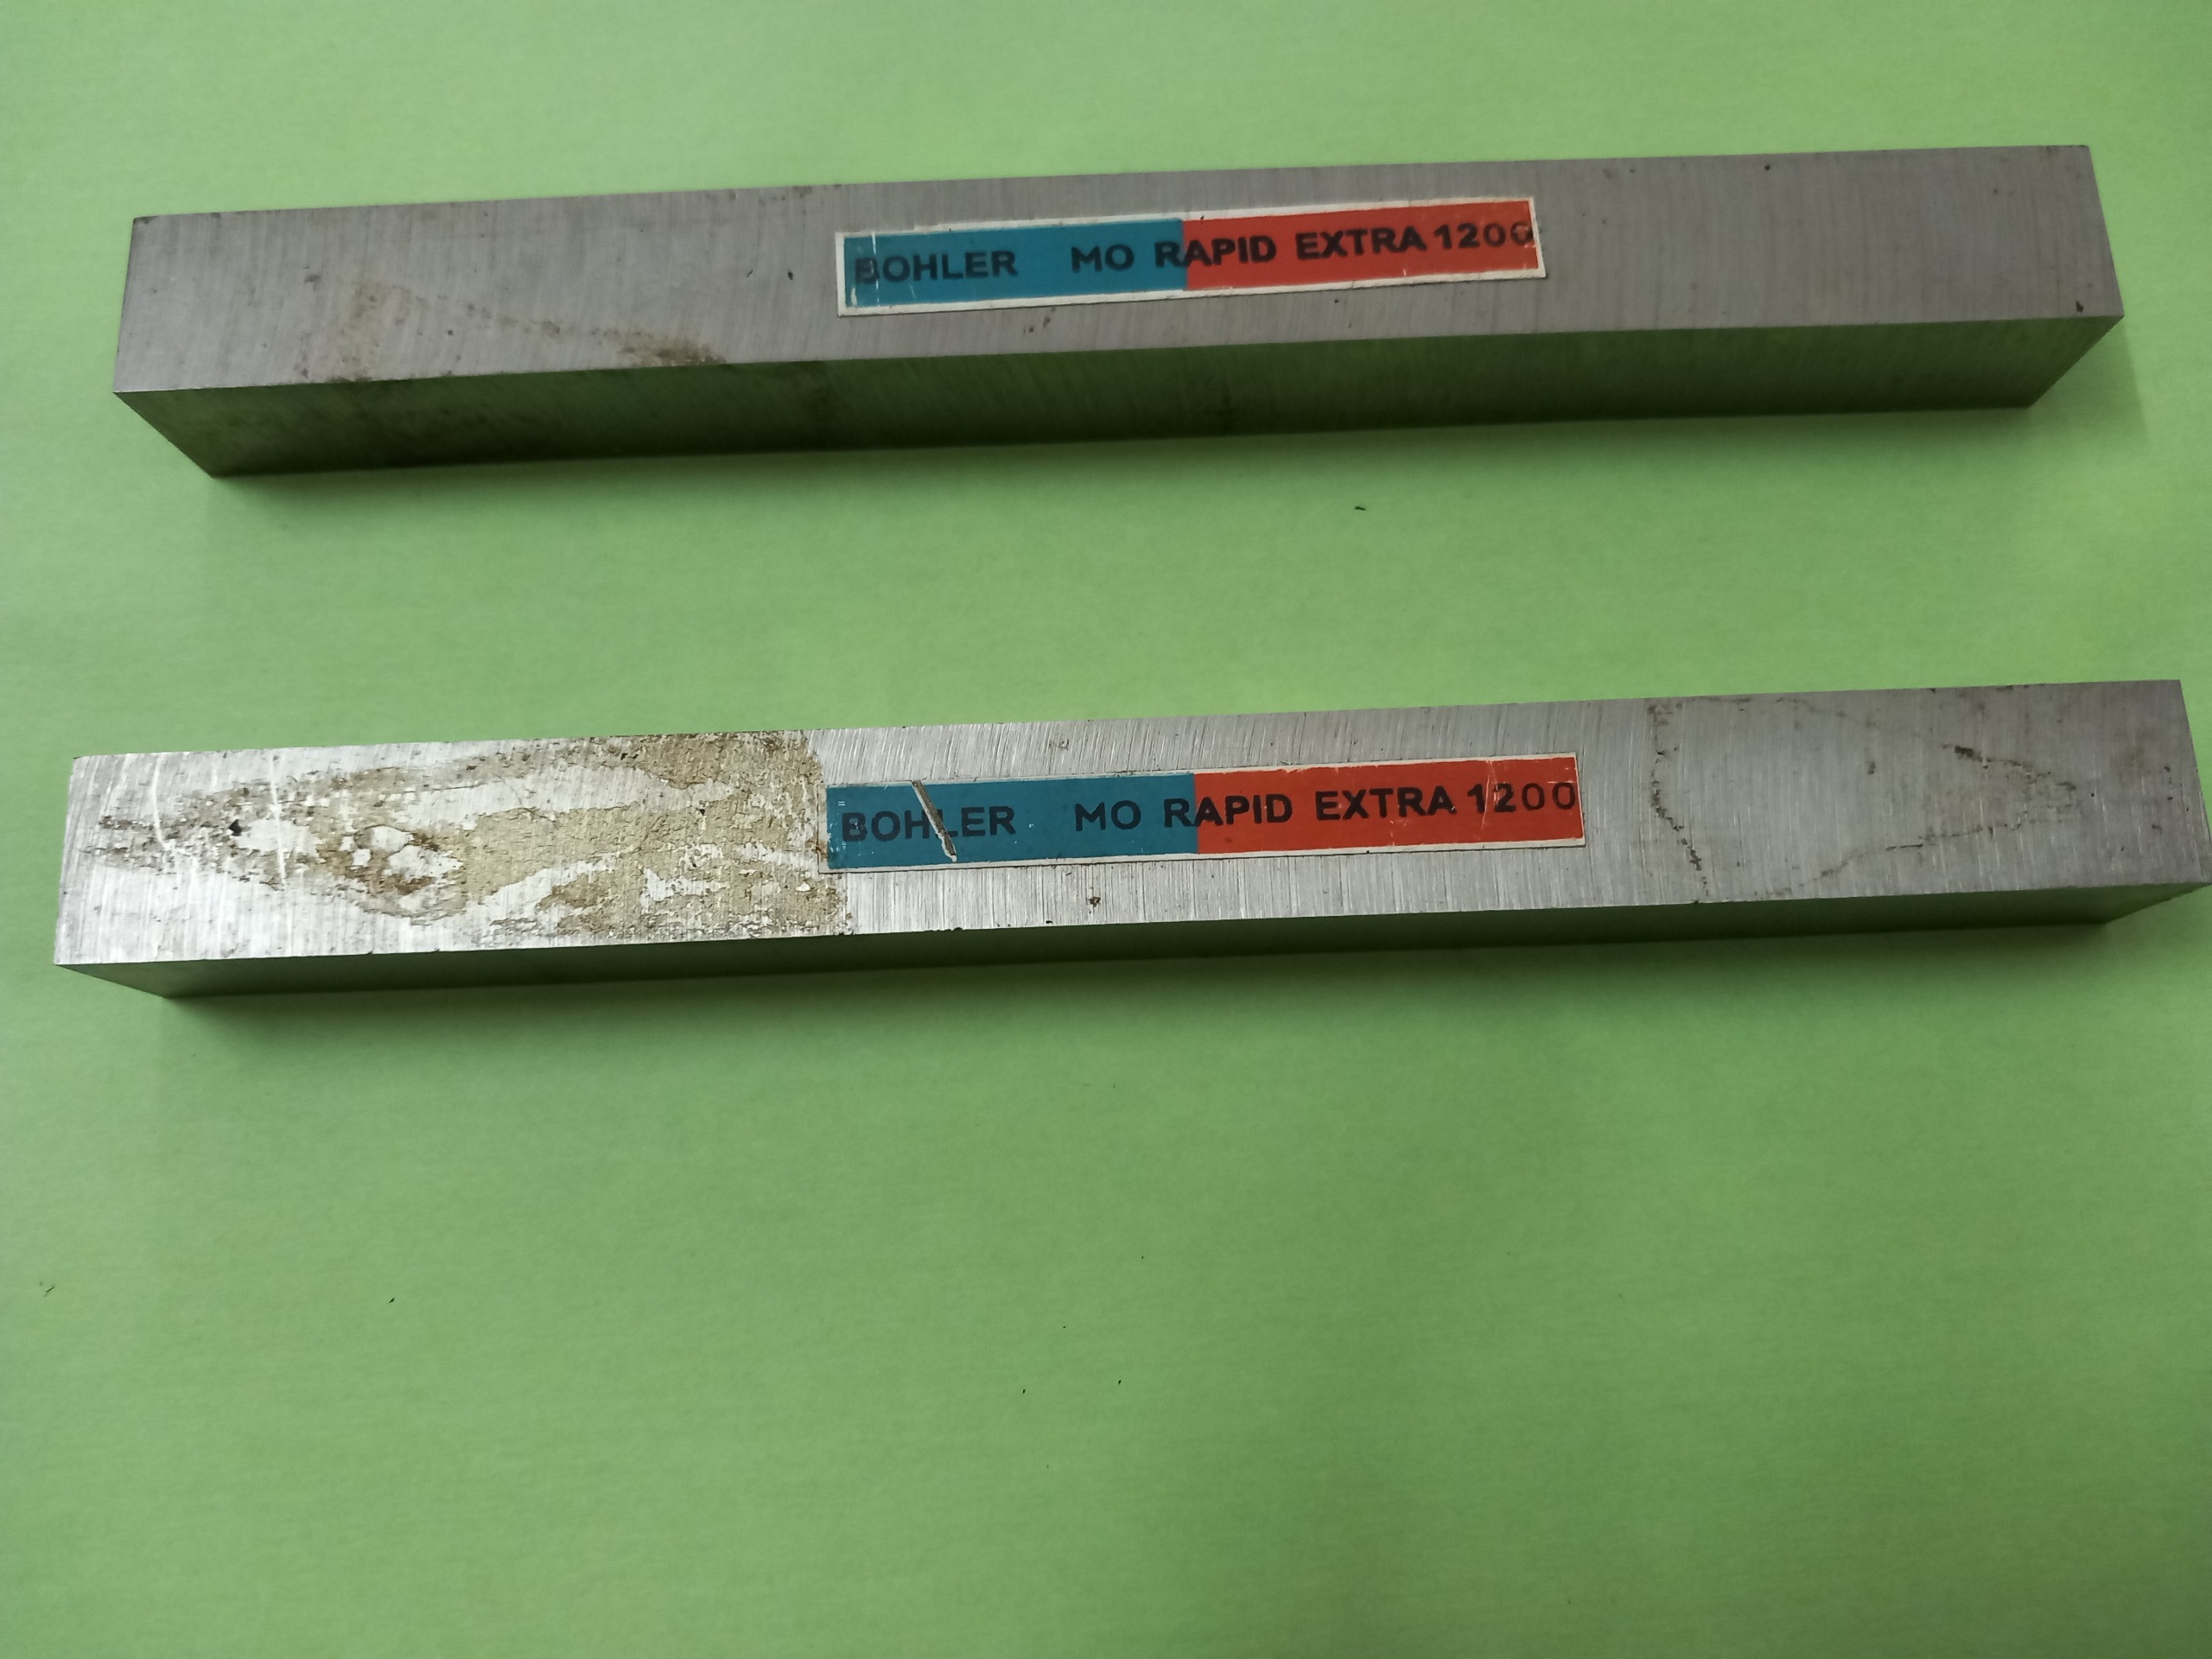 BOHLER MO RAPID EXTRA 1200
BOHLER MO RAPID EXTRA 1200